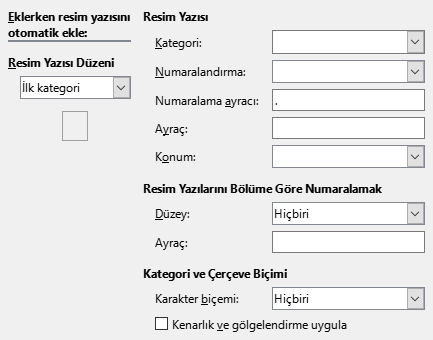 Eklerken resim yazısını
otomatik ekle:
Resim Yazısı Düzeni
İlk kategori
Resim Yazısı
Kategori:
Numaralandırma:
Numaralama ayracı: .
Ayraç:
Konum:
Resim Yazılarını Bölüme Göre Numaralamak
Düzey: Hiçbiri
Ayraç:
Kategori ve Çerçeve Biçimi
Karakter biçemi: Hiçbiri
Kenarlık ve gölgelendirme uygula